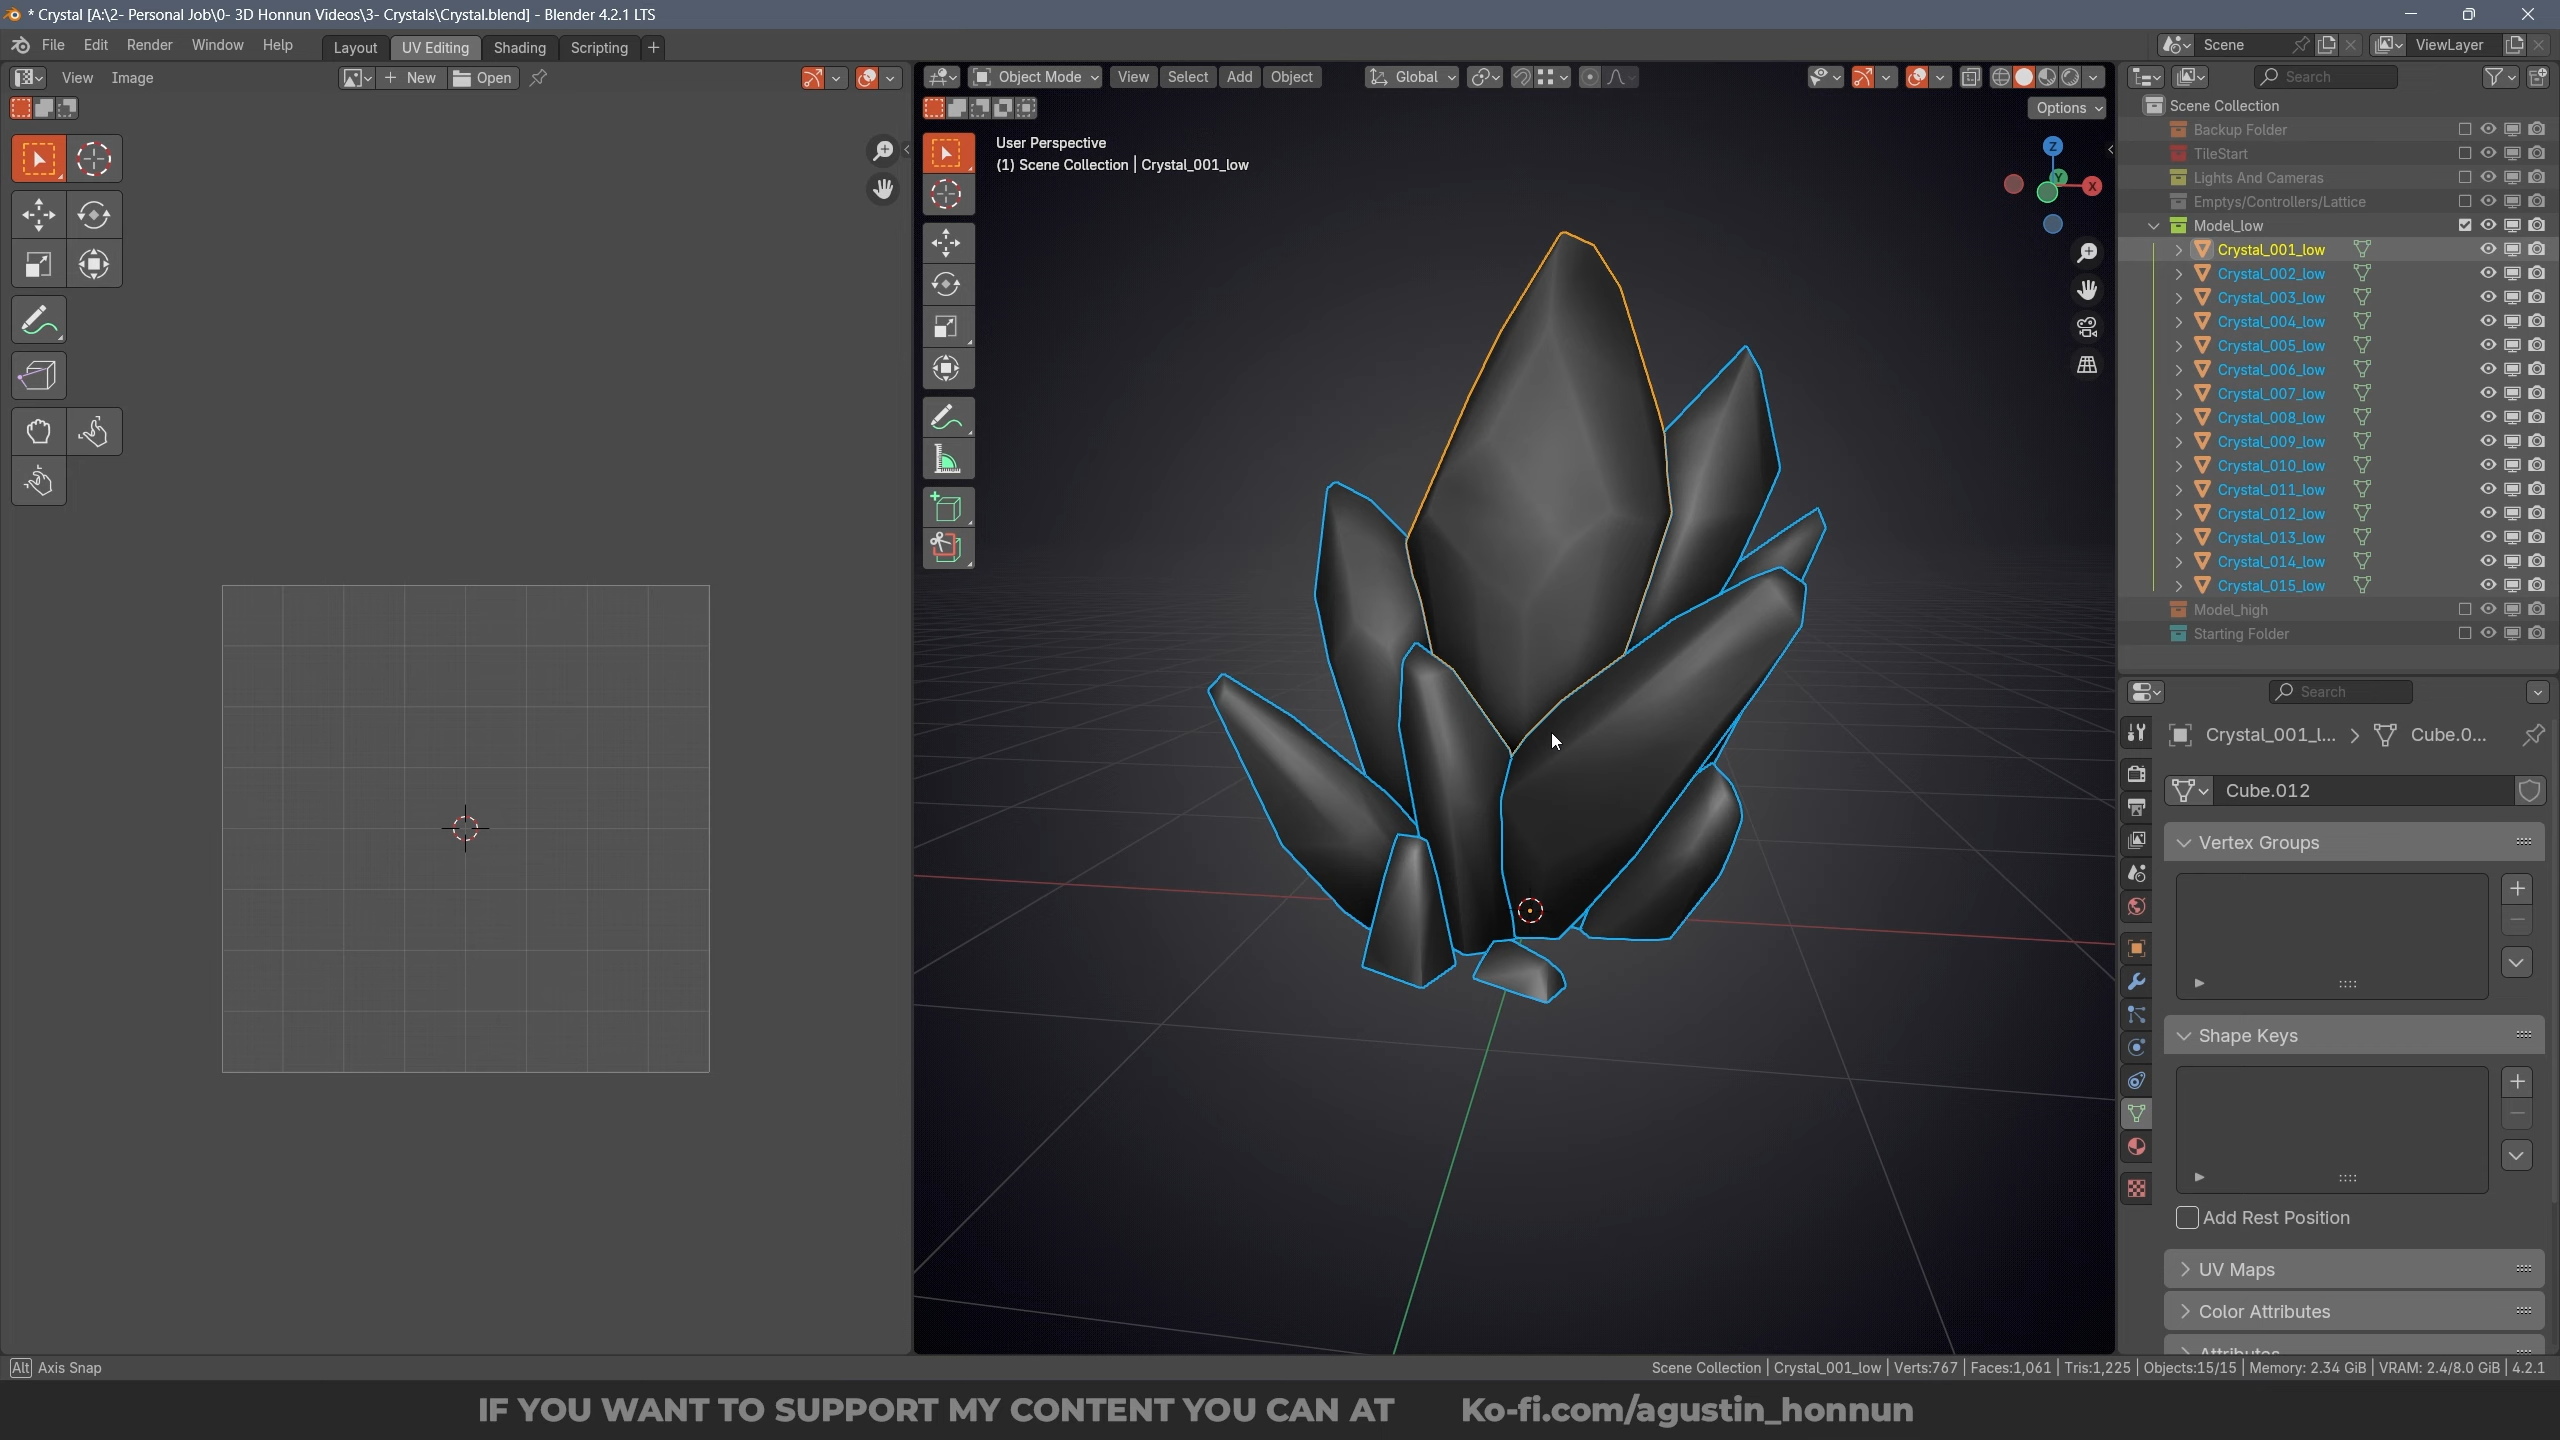 * Crystal [A:\2- Personal Job\0- 3D Honnun Videos\3- Crystals\Crystal.blend] - Blender 4.2.1 LTS
File Edit Render Window Help Layout UV Editing Shading Scripting + Scene ViewLayer
View Image New Open Object Mode View Select Add Object Global Search
Options
User Perspective
(1) Scene Collection | Crystal_001_low
Z
Y
X
Scene Collection
Backup Folder
TileStart
Lights And Cameras
Emptys/Controllers/Lattice
Model_low
Crystal_001_low
Crystal_002_low
Crystal_003_low
Crystal_004_low
Crystal_005_low
Crystal_006_low
Crystal_007_low
Crystal_008_low
Crystal_009_low
Crystal_010_low
Crystal_011_low
Crystal_012_low
Crystal_013_low
Crystal_014_low
Crystal_015_low
Model_high
Starting Folder
Search
Crystal_001_l... > Cube.0...
Cube.012
Vertex Groups
Shape Keys
Add Rest Position
UV Maps
Color Attributes
Attributes
Alt Axis Snap
Scene Collection | Crystal_001_low | Verts:767 | Faces:1,061 | Tris:1,225 | Objects:15/15 | Memory: 2.34 GiB | VRAM: 2.4/8.0 GiB | 4.2.1
IF YOU WANT TO SUPPORT MY CONTENT YOU CAN AT Ko-fi.com/agustin_honnun